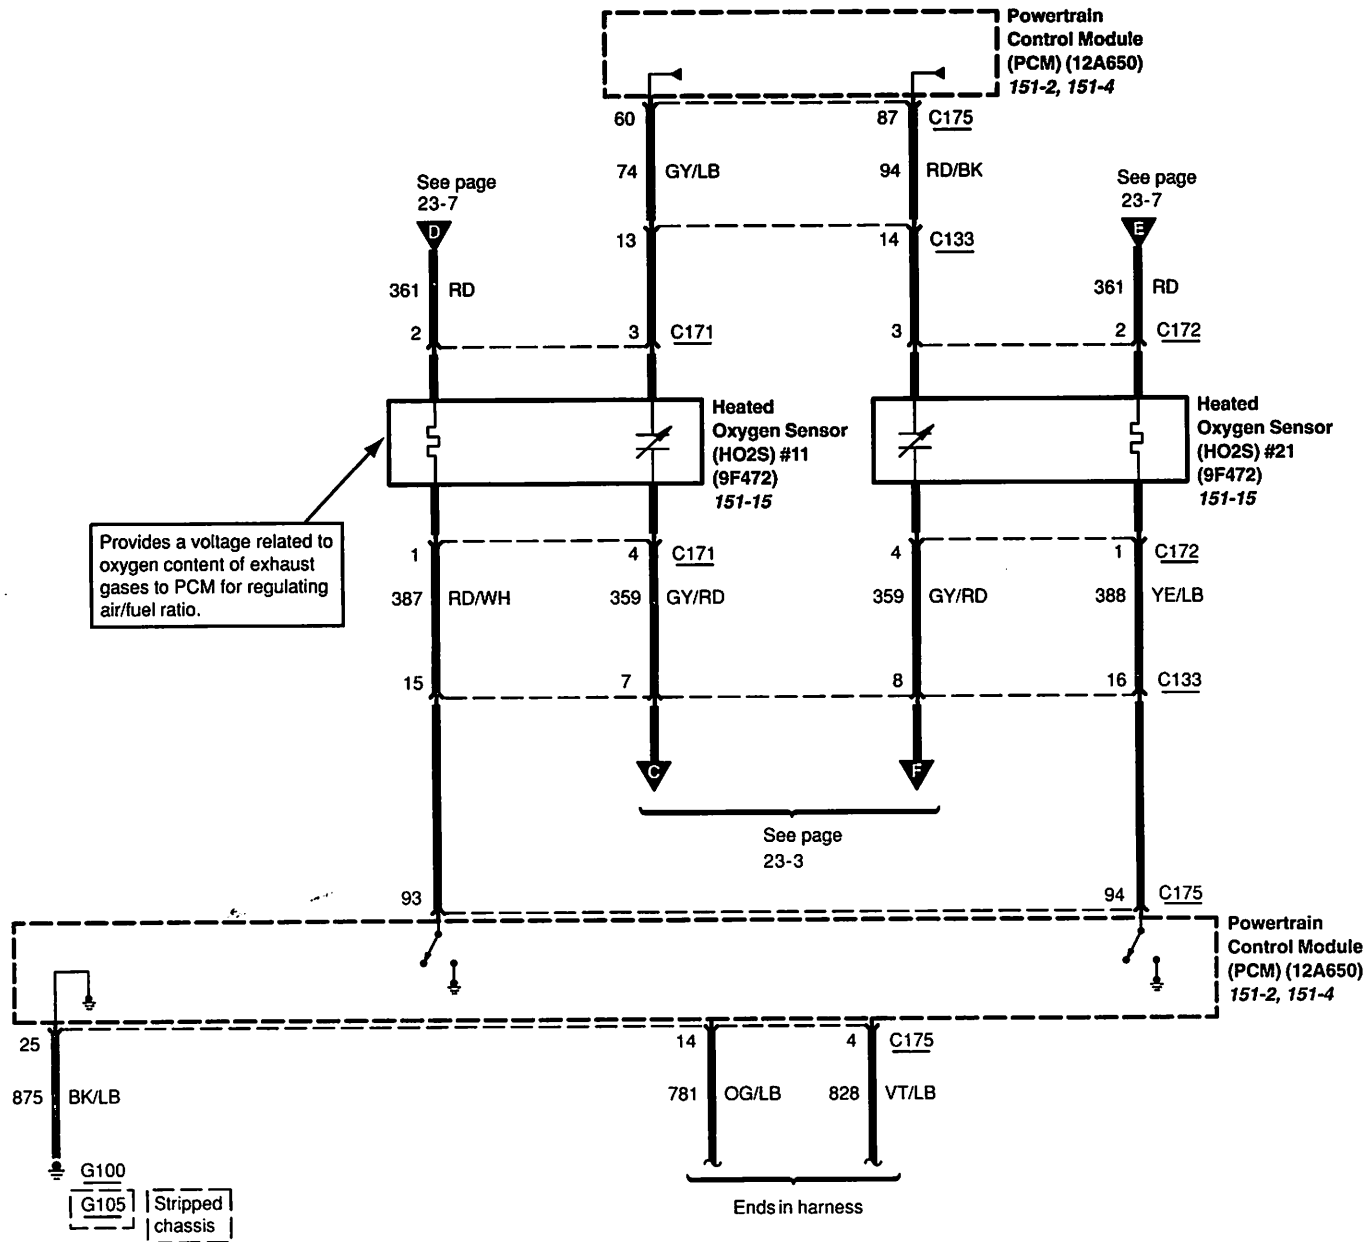 Powertrain
Control Module
(PCM) (12A650)
151-2, 151-4
60
87
C175
74
GY/LB
94
RD/BK
See page
23-7
D
See page
23-7
E
13
14
C133
361
RD
361
RD
2
3
C171
3
2
C172
Heated
Oxygen Sensor
(HO2S) #11
(9F472)
151-15
Heated
Oxygen Sensor
(HO2S) #21
(9F472)
151-15
Provides a voltage related to
oxygen content of exhaust
gases to PCM for regulating
air/fuel ratio.
1
4
C171
4
1
C172
387
RD/WH
359
GY/RD
359
GY/RD
388
YE/LB
15
7
8
16
C133
C
F
See page
23-3
93
94
C175
Powertrain
Control Module
(PCM) (12A650)
151-2, 151-4
25
14
4
C175
875
BK/LB
781
OG/LB
828
VT/LB
G100
G105
Stripped
chassis
Ends in harness